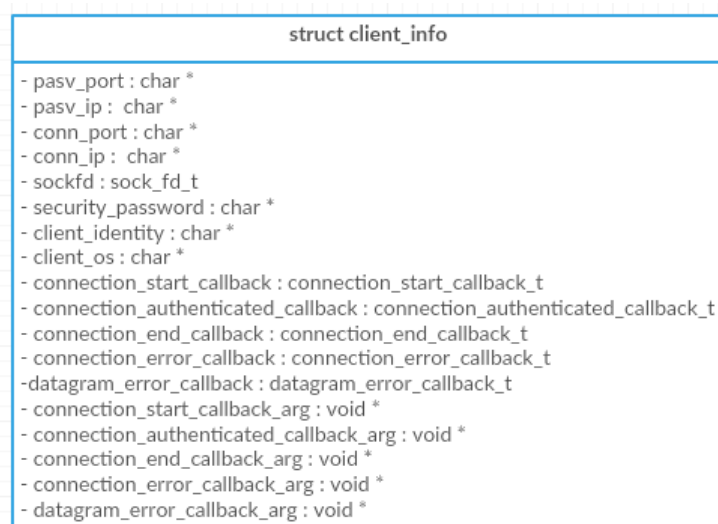 struct client_info
- pasv_port : char *
- pasv_ip :  char *
- conn_port : char *
- conn_ip :  char *
- sockfd : sock_fd_t
- security_password : char *
- client_identity : char *
- client_os : char *
- connection_start_callback : connection_start_callback_t
- connection_authenticated_callback : connection_authenticated_callback_t
- connection_end_callback : connection_end_callback_t
- connection_error_callback : connection_error_callback_t
-datagram_error_callback : datagram_error_callback_t
- connection_start_callback_arg : void *
- connection_authenticated_callback_arg : void *
- connection_end_callback_arg : void *
- connection_error_callback_arg : void *
- datagram_error_callback_arg : void *